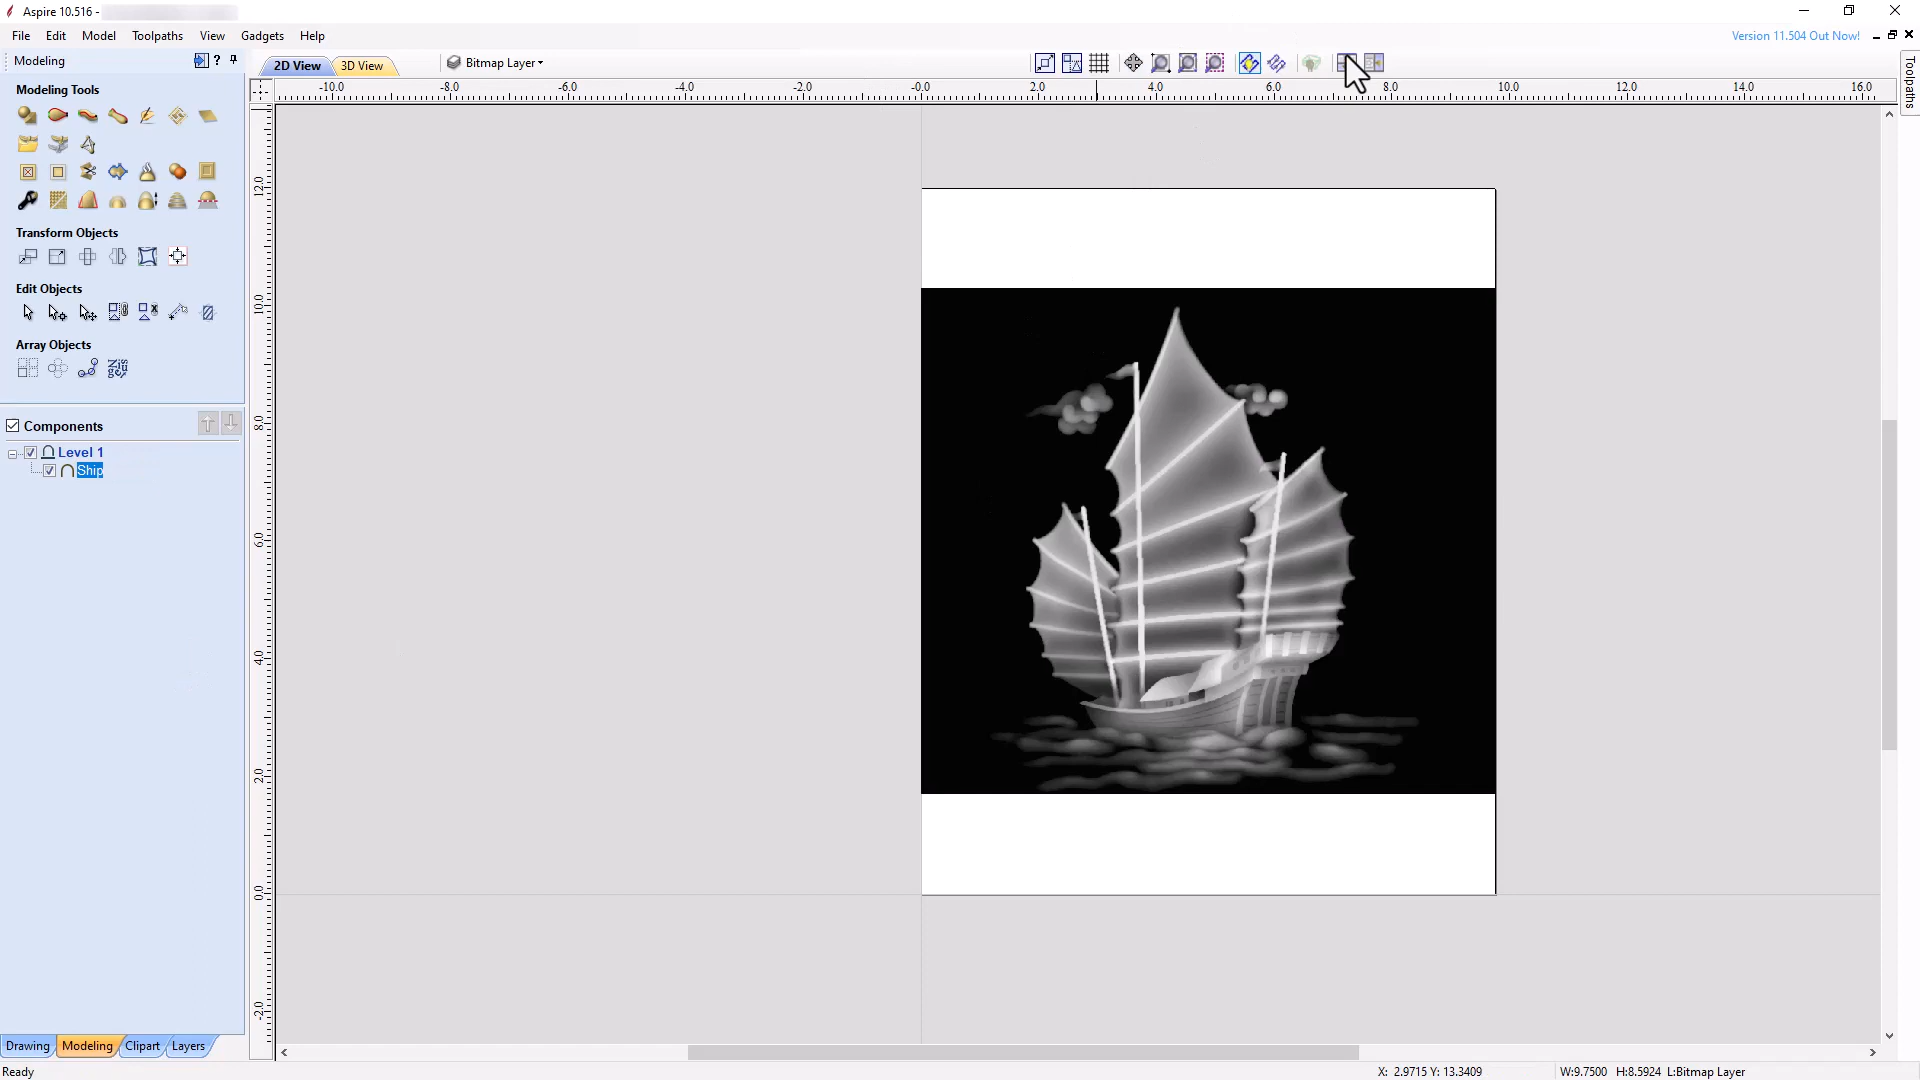 Aspire 10.516 -
File Edit Model Toolpaths View Gadgets Help
Version 11.504 Out Now!
Modeling ?
2D View 3D View Bitmap Layer
Toolpaths
Modeling Tools
-10.0 -8.0 -6.0 -4.0 -2.0 -0.0 2.0 4.0 6.0 8.0 10.0 12.0 14.0 16.0
12.0
10.0
8.0
6.0
4.0
2.0
0.0
-2.0
Transform Objects
Edit Objects
Array Objects
Components
Level 1
Ship
Drawing Modeling Clipart Layers
Ready
X: 2.9715 Y: 13.3409
W:9.7500 H:8.5924 L:Bitmap Layer